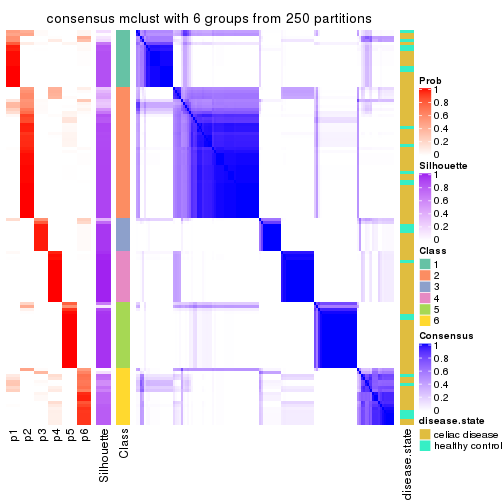 consensus mclust with 6 groups from 250 partitions
Prob
1
0.8
0.6
0.4
0.2
0
Silhouette
1
0.8
0.6
0.4
0.2
0
Class
1
2
3
4
5
6
Consensus
1
0.8
0.6
0.4
0.2
0
disease.state
celiac disease
healthy control
p1
p2
p3
p4
p5
p6
Silhouette
Class
disease.state